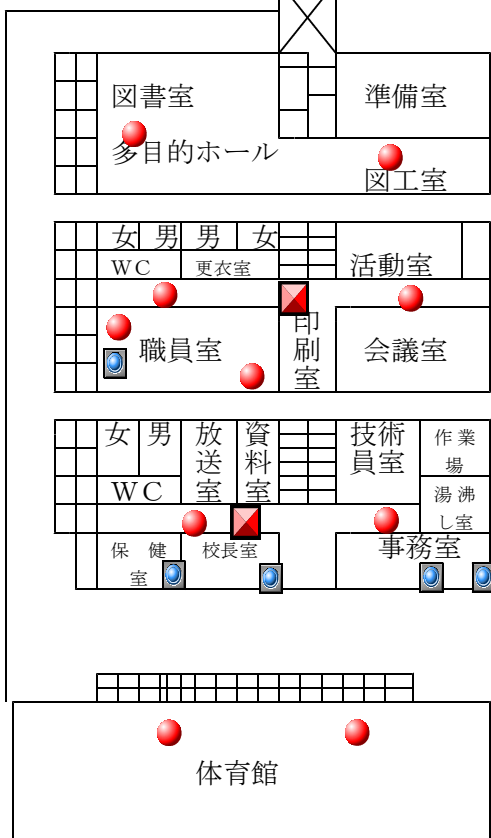 図書室
準備室
多目的ホール
図工室
女 男 男 女
WC 更衣室
活動室
印刷室
職員室
会議室
女 男
WC
放送室
資料室
技術
員室
作業
場
湯沸
し室
保健
室
校長室
事務室
体育館